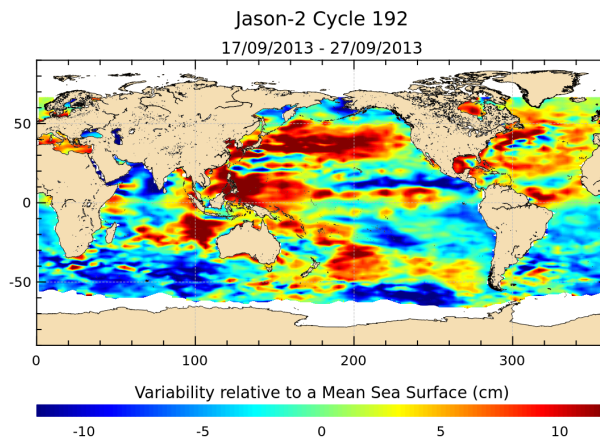 Jason-2 Cycle 192
17/09/2013 - 27/09/2013
50
0
-50
0 100 200 300
Variability relative to a Mean Sea Surface (cm)
-10 -5 0 5 10